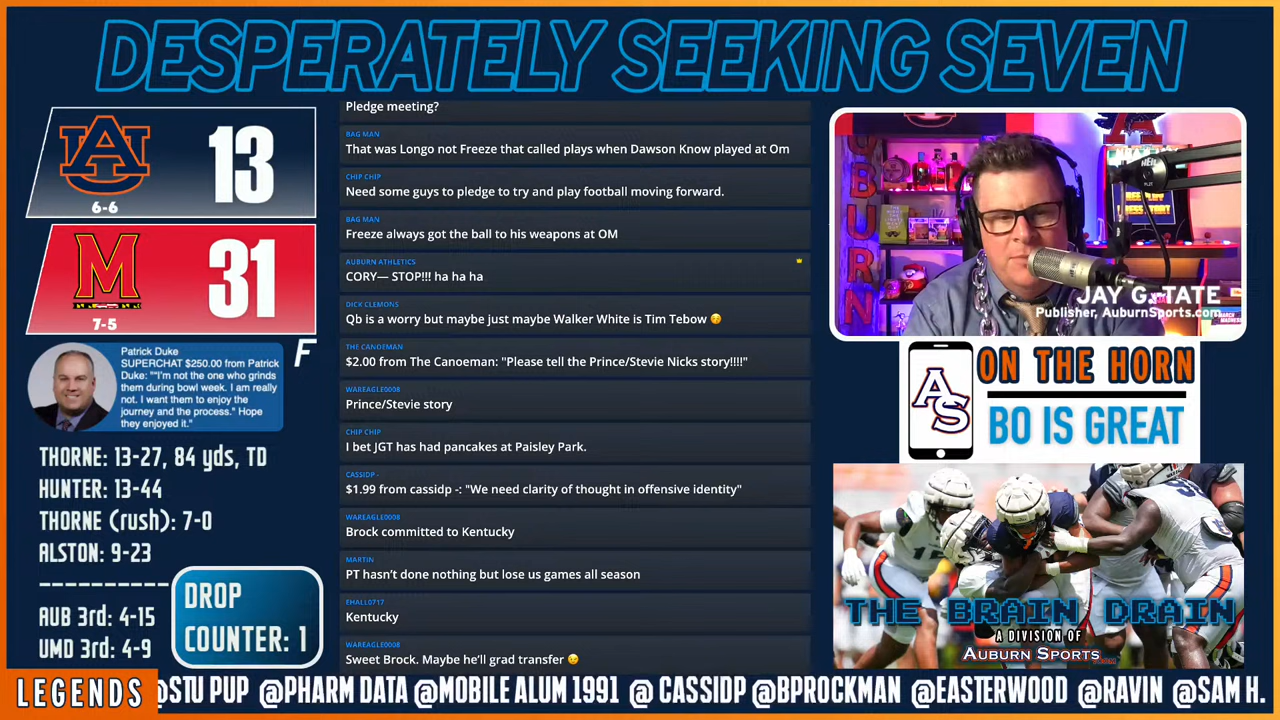 DESPERATELY SEEKING SEVEN
AU
13
6-6
M
31
7-5
F
Patrick Duke
SUPERCHAT $250.00 from Patrick
Duke: ""I'm not the one who grinds
them during bowl week. I am really
not. I want them to enjoy the
journey and the process." Hope
they enjoyed it."
THORNE: 13-27, 84 yds, TD
HUNTER: 13-44
THORNE (rush): 7-0
ALSTON: 9-23
AUB 3rd: 4-15
UMD 3rd: 4-9
DROP
COUNTER: 1
Pledge meeting?
BAG MAN
That was Longo not Freeze that called plays when Dawson Know played at Om
CHIP CHIP
Need some guys to pledge to try and play football moving forward.
BAG MAN
Freeze always got the ball to his weapons at OM
AUBURN ATHLETICS
CORY— STOP!!! ha ha ha
DICK CLEMONS
Qb is a worry but maybe just maybe Walker White is Tim Tebow 😏
THE CANOEMAN
$2.00 from The Canoeman: "Please tell the Prince/Stevie Nicks story!!!!"
WAREAGLE0008
Prince/Stevie story
CHIP CHIP
I bet JGT has had pancakes at Paisley Park.
CASSIDP -
$1.99 from cassidp -: "We need clarity of thought in offensive identity"
WAREAGLE0008
Brock committed to Kentucky
MARTIN
PT hasn't done nothing but lose us games all season
EHALL0717
Kentucky
WAREAGLE0008
Sweet Brock. Maybe he'll grad transfer 😉
BURN
JAY G. TATE
Publisher, AuburnSports.com
AS
ON THE HORN
BO IS GREAT
THE BRAIN DRAIN
A DIVISION OF
AUBURN SPORTS.COM
LEGENDS
@STU PUP @PHARM DATA @MOBILE ALUM 1991 @ CASSIDP @BPROCKMAN @EASTERWOOD @RAVIN @SAM H.